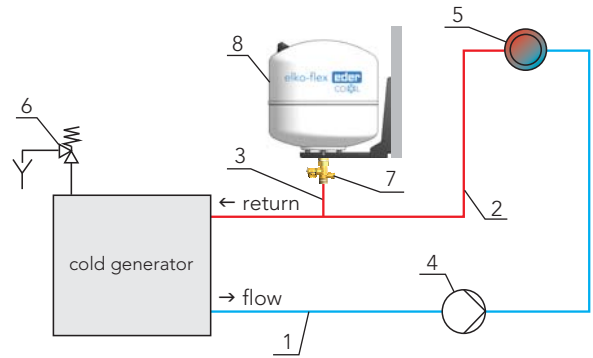 5
8
elko-flex eder
COOL
6
3
7
← return
2
cold generator
→ flow
4
1